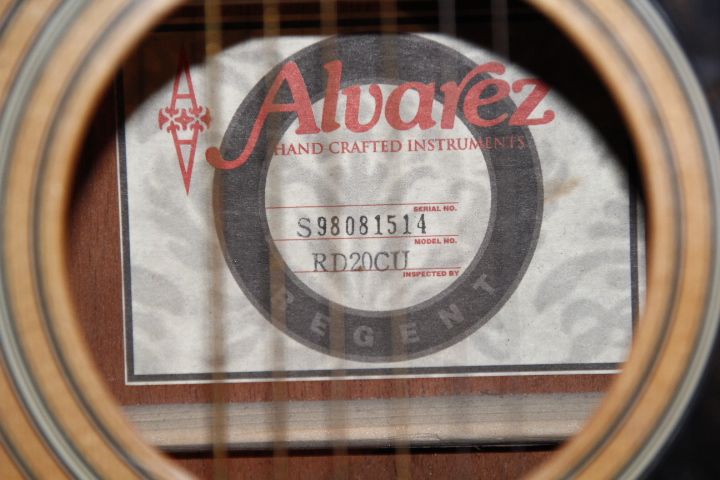 Alvarez
HAND CRAFTED INSTRUMENTS
SERIAL NO.
S98081514
MODEL NO.
RD20CU
INSPECTED BY
REGENT